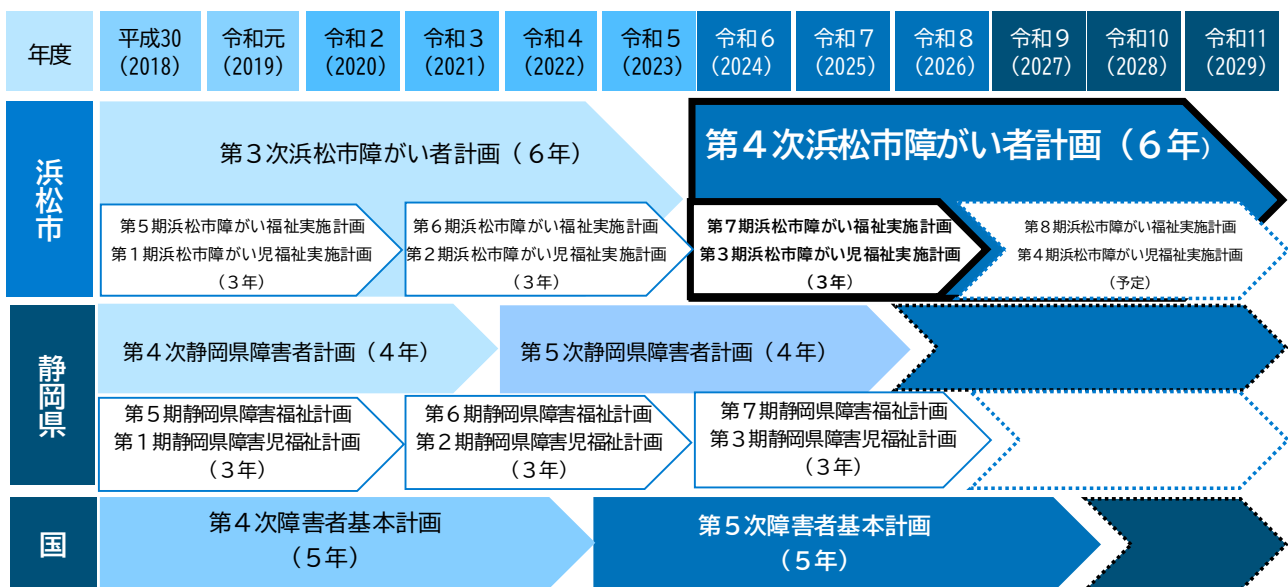 年度
平成30
(2018)
令和元
(2019)
令和２
(2020)
令和３
(2021)
令和４
(2022)
令和５
(2023)
令和６
(2024)
令和７
(2025)
令和８
(2026)
令和９
(2027)
令和10
(2028)
令和11
(2029)
浜松市
第３次浜松市障がい者計画（６年）
第４次浜松市障がい者計画（６年）
第５期浜松市障がい福祉実施計画
第１期浜松市障がい児福祉実施計画
（３年）
第６期浜松市障がい福祉実施計画
第２期浜松市障がい児福祉実施計画
（３年）
第７期浜松市障がい福祉実施計画
第３期浜松市障がい児福祉実施計画
（３年）
第８期浜松市障がい福祉実施計画
第４期浜松市障がい児福祉実施計画
（予定）
静岡県
第４次静岡県障害者計画（４年）
第５次静岡県障害者計画（４年）
第５期静岡県障害福祉計画
第１期静岡県障害児福祉計画
（３年）
第６期静岡県障害福祉計画
第２期静岡県障害児福祉計画
（３年）
第７期静岡県障害福祉計画
第３期静岡県障害児福祉計画
（３年）
国
第４次障害者基本計画
（５年）
第５次障害者基本計画
（５年）